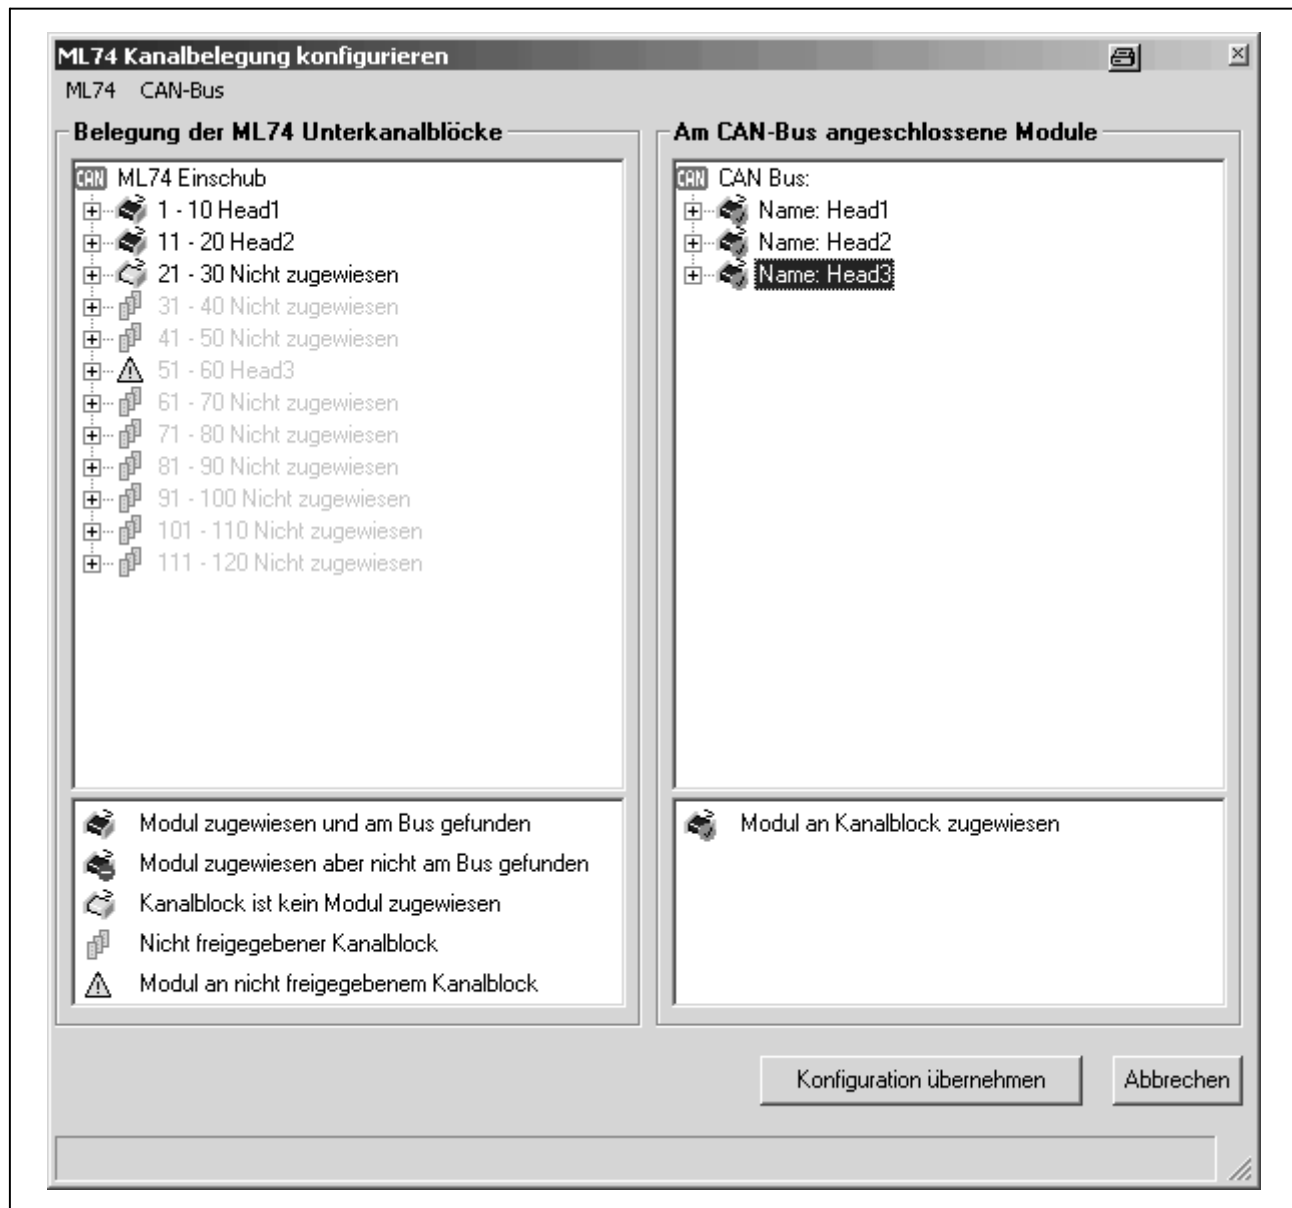 ML74 Kanalbelegung konfigurieren
ML74 CAN-Bus
Belegung der ML74 Unterkanalblöcke
CAN ML74 Einschub
1 - 10 Head1
11 - 20 Head2
21 - 30 Nicht zugewiesen
31 - 40 Nicht zugewiesen
41 - 50 Nicht zugewiesen
51 - 60 Head3
61 - 70 Nicht zugewiesen
71 - 80 Nicht zugewiesen
81 - 90 Nicht zugewiesen
91 - 100 Nicht zugewiesen
101 - 110 Nicht zugewiesen
111 - 120 Nicht zugewiesen
Modul zugewiesen und am Bus gefunden
Modul zugewiesen aber nicht am Bus gefunden
Kanalblock ist kein Modul zugewiesen
Nicht freigegebener Kanalblock
Modul an nicht freigegebenem Kanalblock
Am CAN-Bus angeschlossene Module
CAN CAN Bus:
Name: Head1
Name: Head2
Name: Head3
Modul an Kanalblock zugewiesen
Konfiguration übernehmen
Abbrechen